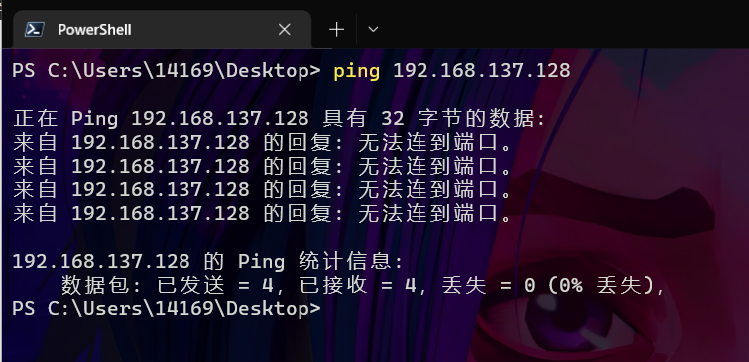 PowerShell
PS C:\Users\14169\Desktop> ping 192.168.137.128
正在 Ping 192.168.137.128 具有 32 字节的数据:
来自 192.168.137.128 的回复: 无法连到端口。
来自 192.168.137.128 的回复: 无法连到端口。
来自 192.168.137.128 的回复: 无法连到端口。
来自 192.168.137.128 的回复: 无法连到端口。
192.168.137.128 的 Ping 统计信息:
数据包: 已发送 = 4, 已接收 = 4, 丢失 = 0 (0% 丢失),
PS C:\Users\14169\Desktop>